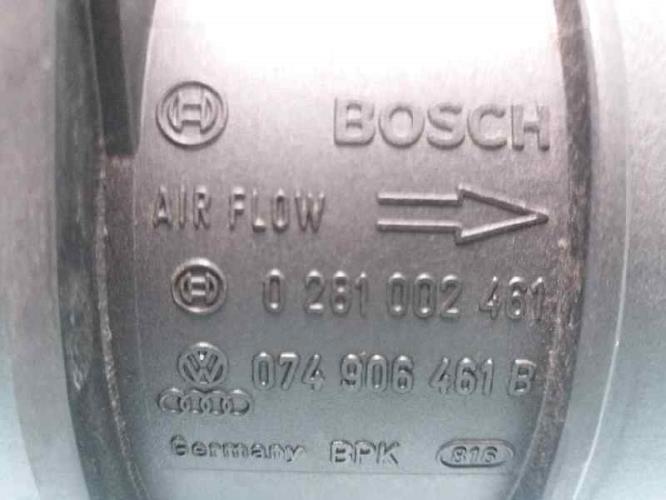 BOSCH
AIR FLOW
0 281 002 461
074 906 461 B
Germany BPK 816